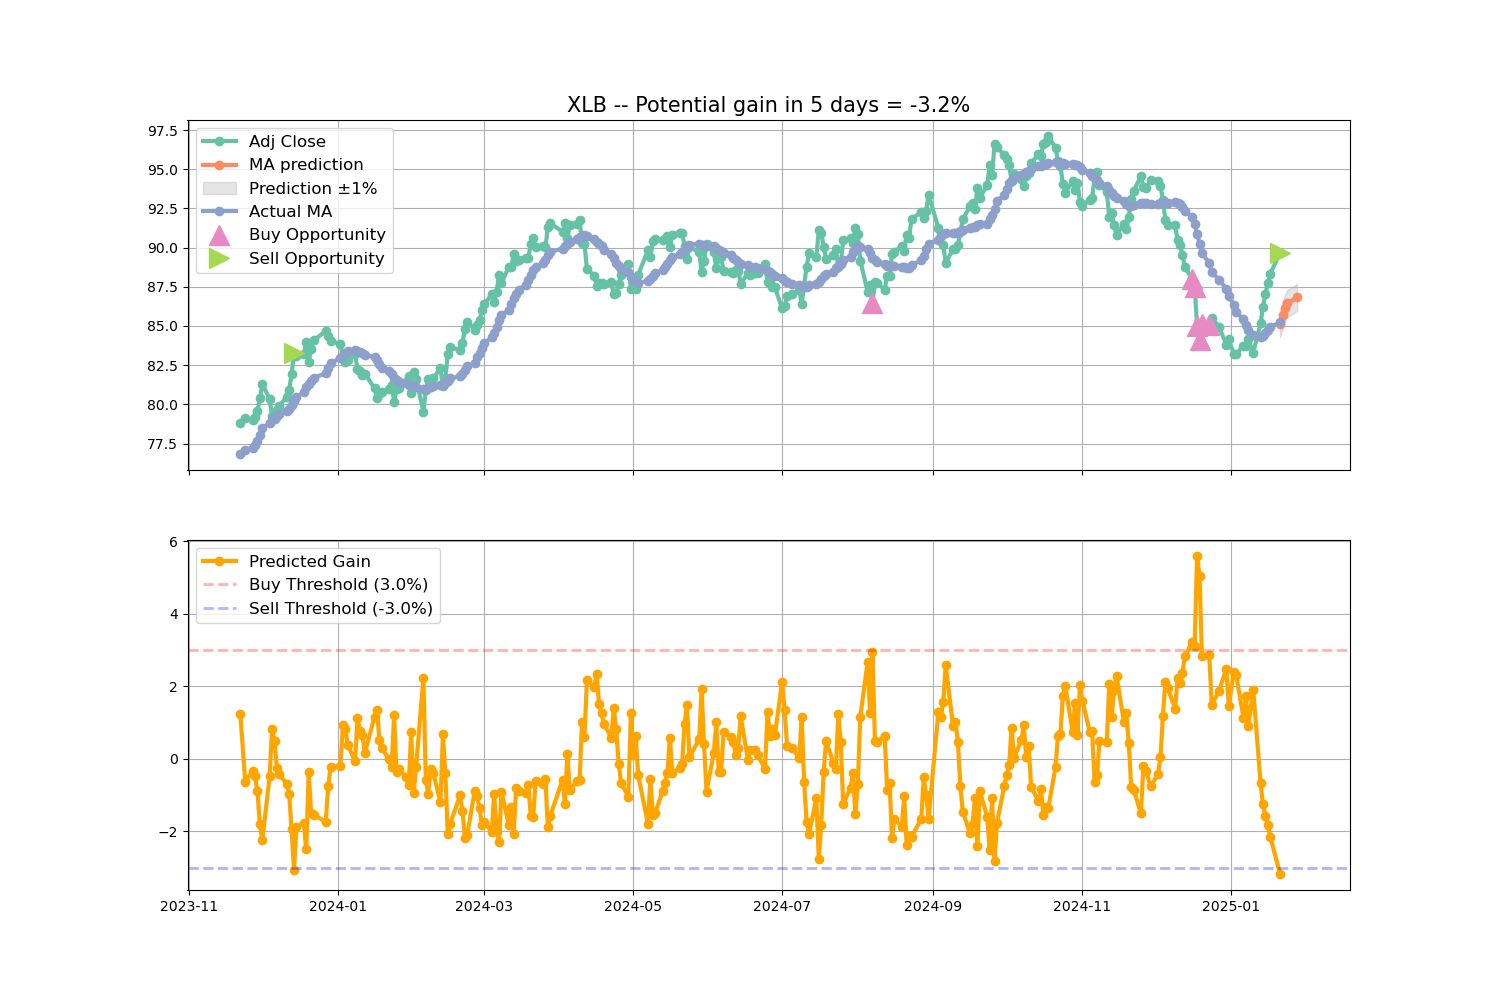 XLB -- Potential gain in 5 days = -3.2%
97.5
95.0
92.5
90.0
87.5
85.0
82.5
80.0
77.5
Adj Close
MA prediction
Prediction ±1%
Actual MA
Buy Opportunity
Sell Opportunity
6
4
2
0
−2
Predicted Gain
Buy Threshold (3.0%)
Sell Threshold (-3.0%)
2023-11
2024-01
2024-03
2024-05
2024-07
2024-09
2024-11
2025-01